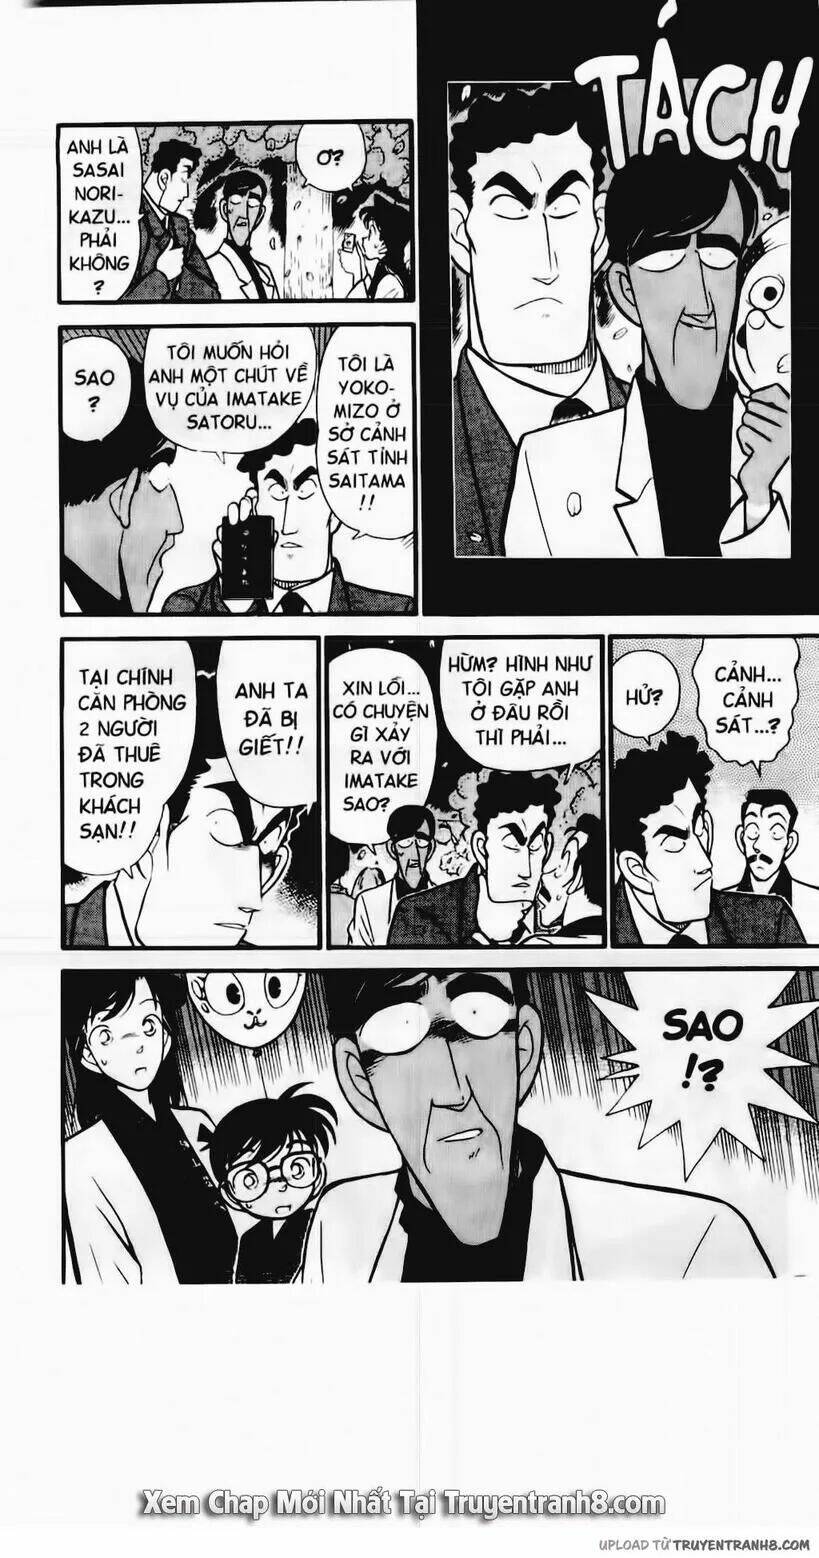 TÁCH
Ơ?
ANH LÀ
SASAI
NORI-
KAZU...
PHẢI
KHÔNG
?
TÔI LÀ
YOKO-
MIZO Ở
SỞ CẢNH
SÁT TỈNH
SAITAMA
!!
TÔI MUỐN HỎI
ANH MỘT CHÚT VỀ
VỤ CỦA IMATAKE
SATORU...
SAO
?
CẢNH...
CẢNH
SÁT...?
HỬ?
HỪM? HÌNH NHƯ
TÔI GẶP ANH
Ở ĐÂU RỒI
THÌ PHẢI...
XIN LỖI...
CÓ CHUYỆN
GÌ XẢY
RA VỚI
IMATAKE
SAO?
ANH TA
ĐÃ BỊ
GIẾT!!
TẠI CHÍNH
CĂN PHÒNG
2 NGƯỜI
ĐÃ THUÊ
TRONG
KHÁCH
SẠN!!
SAO
!?
Xem Chap Mới Nhất Tại Truyentranh8.com
UPLOAD TỪ TRUYENTRANH8.COM